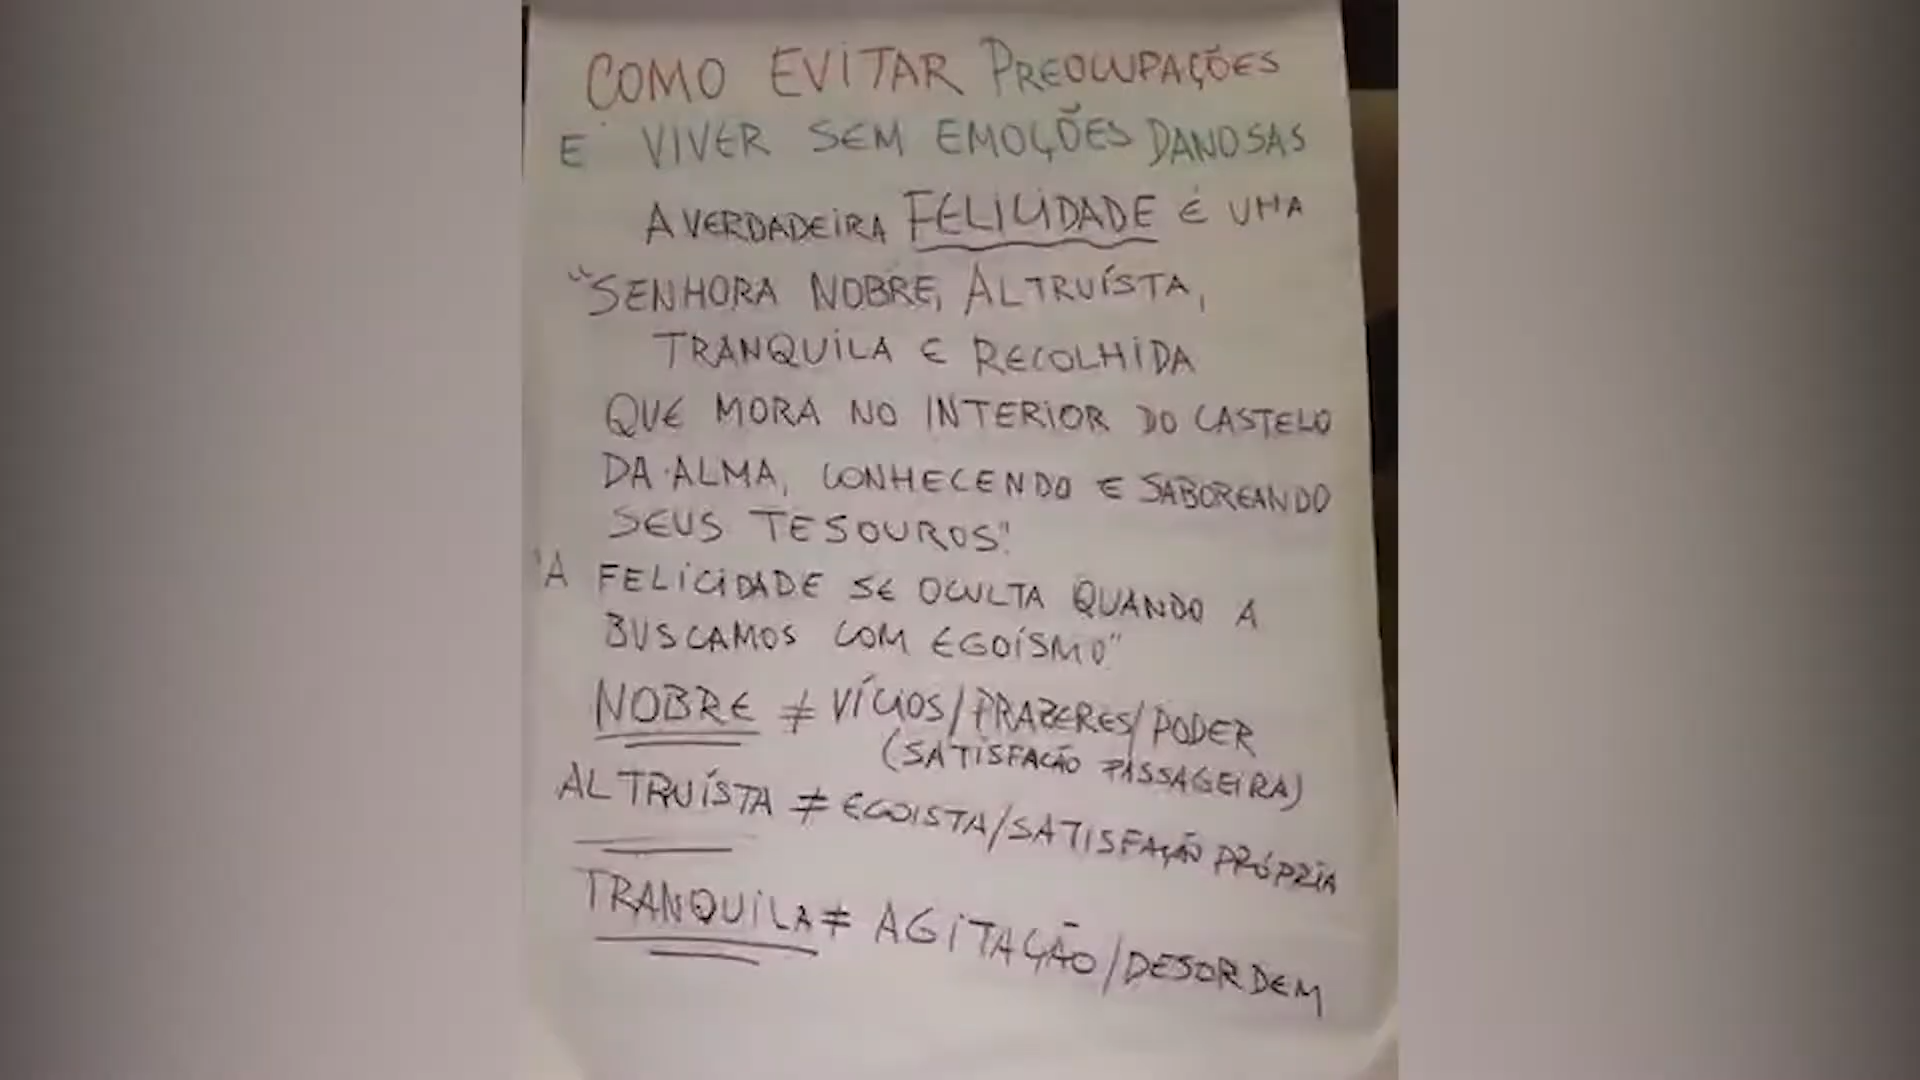 COMO EVITAR PREOCUPAÇÕES
E VIVER SEM EMOÇÕES DANOSAS
A VERDADEIRA FELICIDADE É UMA
"SENHORA NOBRE, ALTRUÍSTA,
TRANQUILA E RECOLHIDA
QUE MORA NO INTERIOR DO CASTELO
DA ALMA, CONHECENDO E SABOREANDO
SEUS TESOUROS".
"A FELICIDADE SE OCULTA QUANDO A
BUSCAMOS COM EGOÍSMO"
NOBRE ≠ VÍCIOS/PRAZERES/PODER
(SATISFAÇÃO PASSAGEIRA)
ALTRUÍSTA ≠ EGOISTA/SATISFAÇÃO PRÓPRIA
TRANQUILA ≠ AGITAÇÃO/DESORDEM